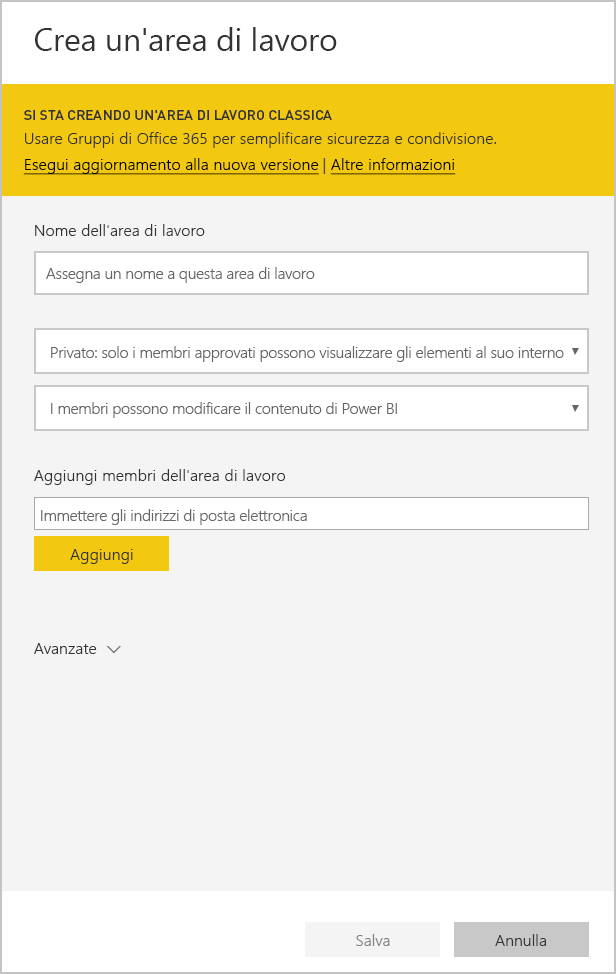 Crea un'area di lavoro
SI STA CREANDO UN'AREA DI LAVORO CLASSICA
Usare Gruppi di Office 365 per semplificare sicurezza e condivisione.
Esegui aggiornamento alla nuova versione | Altre informazioni
Nome dell'area di lavoro
Assegna un nome a questa area di lavoro
Privato: solo i membri approvati possono visualizzare gli elementi al suo interno
I membri possono modificare il contenuto di Power BI
Aggiungi membri dell'area di lavoro
Immettere gli indirizzi di posta elettronica
Aggiungi
Avanzate
Salva Annulla